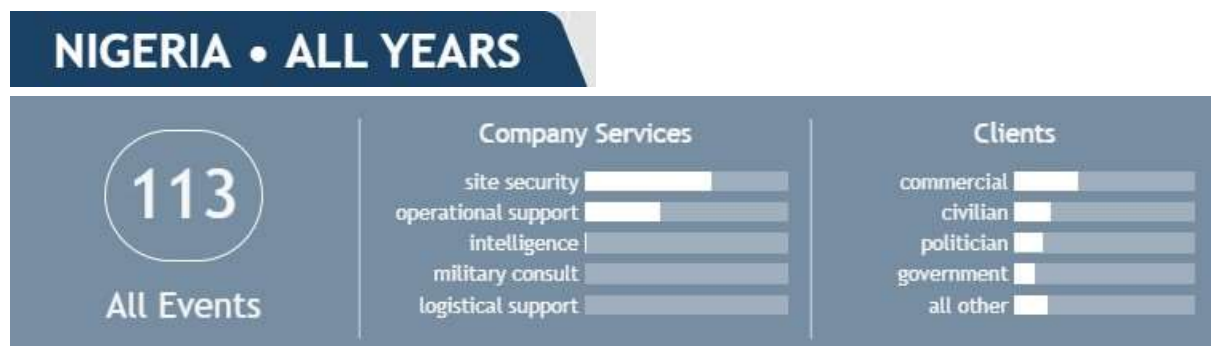 NIGERIA • ALL YEARS
113
All Events
Company Services
site security
operational support
intelligence
military consult
logistical support
Clients
commercial
civilian
politician
government
all other